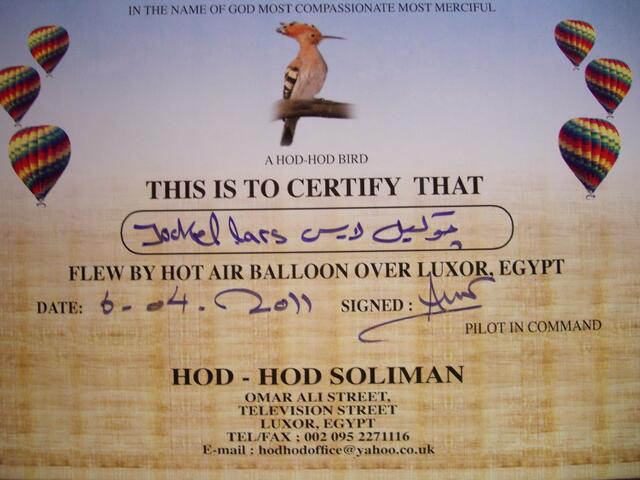 IN THE NAME OF GOD MOST COMPASSIONATE MOST MERCIFUL
A HOD-HOD BIRD
THIS IS TO CERTIFY THAT
Jockel lars جوكيل لارس
FLEW BY HOT AIR BALLOON OVER LUXOR, EGYPT
DATE: 6-04.2011 SIGNED :
PILOT IN COMMAND
HOD - HOD SOLIMAN
OMAR ALI STREET,
TELEVISION STREET
LUXOR, EGYPT
TEL/FAX : 002 095 2271116
E-mail : hodhodoffice@yahoo.co.uk